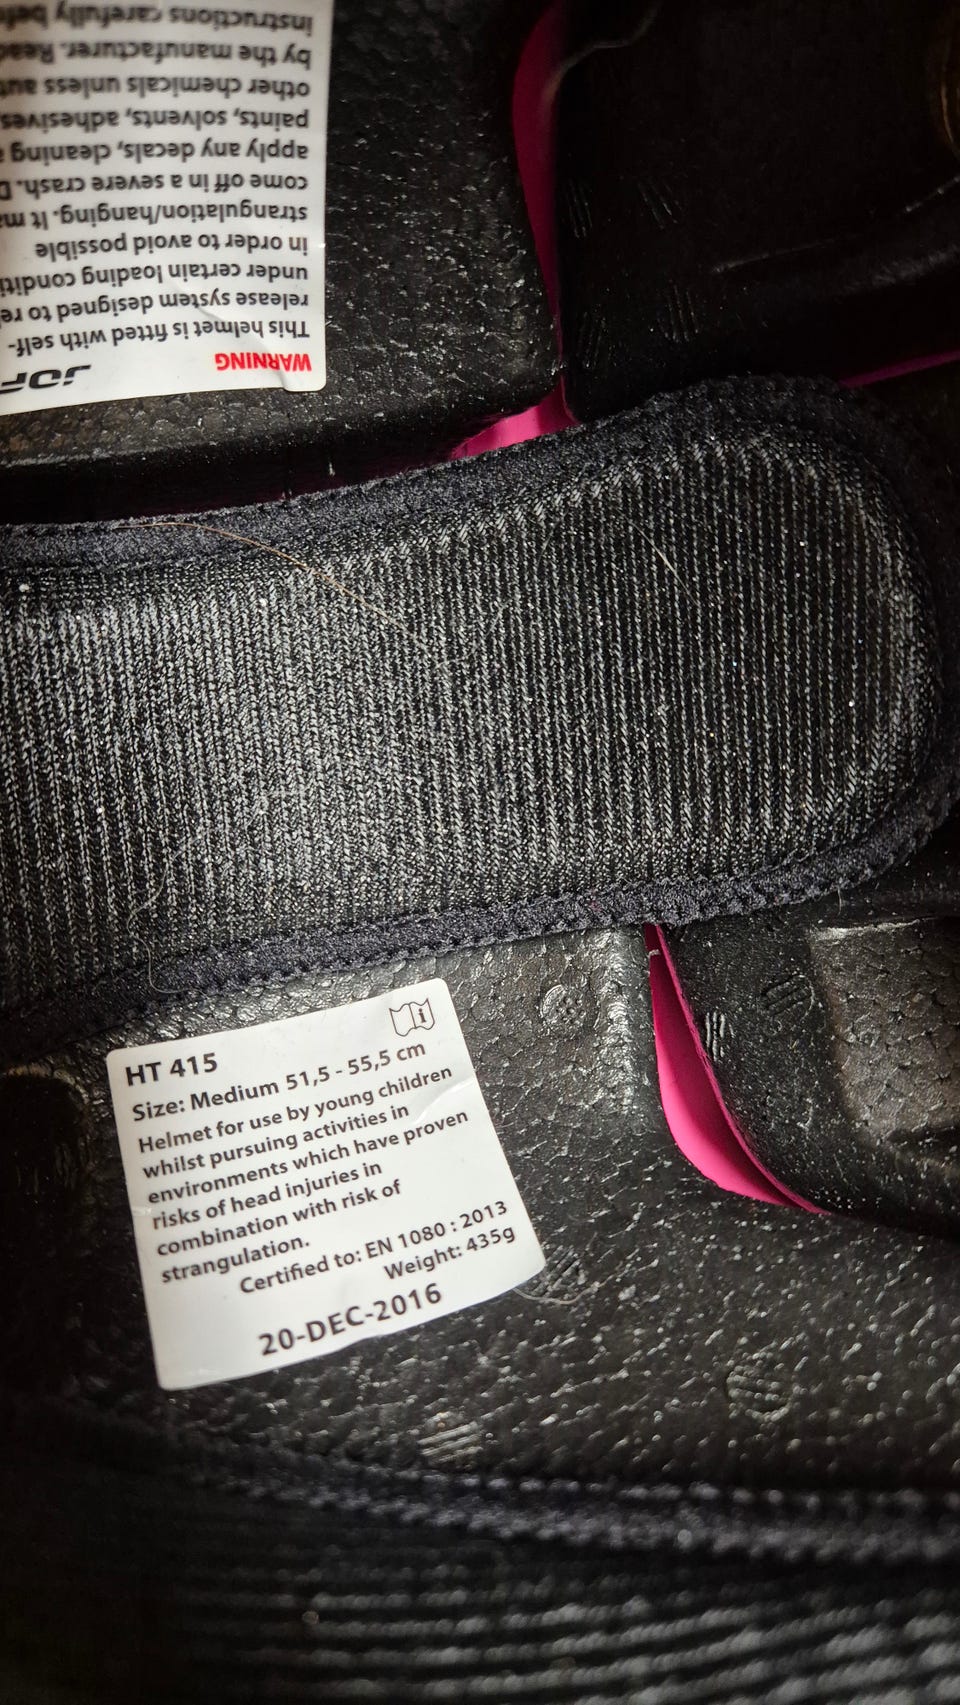 WARNING
This helmet is fitted with self-
release system designed to
under certain loading
in order to avoid possible
strangulation/hanging. It
come off in a severe crash.
apply any decals, cleaning,
paints, solvents, adhesives,
other chemicals unless
by the manufacturer.
instructions carefully
HT 415
Size: Medium 51,5 - 55,5 cm
Helmet for use by young children
whilst pursuing activities in
environments which have proven
risks of head injuries in
combination with risk of
strangulation.
Certified to: EN 1080 : 2013
Weight: 435g
20-DEC-2016